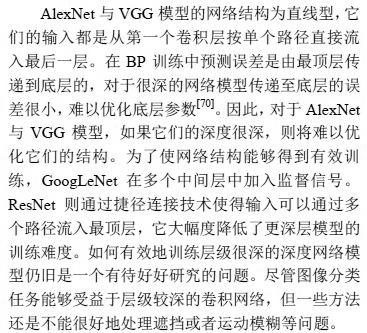 AlexNet 与 VGG 模型的网络结构为直线型，它
们的输入都是从第一个卷积层按单个路径直接流
入最后一层。在 BP 训练中预测误差是由最顶层传
递到底层的，对于很深的网络模型传递至底层的误
差很小，难以优化底层参数[70]。因此，对于 AlexNet
与 VGG 模型，如果它们的深度很深，则将难以优
化它们的结构。为了使网络结构能够得到有效训
练，GoogLeNet 在多个中间层中加入监督信号。
ResNet 则通过捷径连接技术使得输入可以通过多
个路径流入最顶层，它大幅度降低了更深层模型的
训练难度。如何有效地训练层级很深的深度网络模
型仍旧是一个有待好好研究的问题。尽管图像分类
任务能够受益于层级较深的卷积网络，但一些方法
还是不能很好地处理遮挡或者运动模糊等问题。